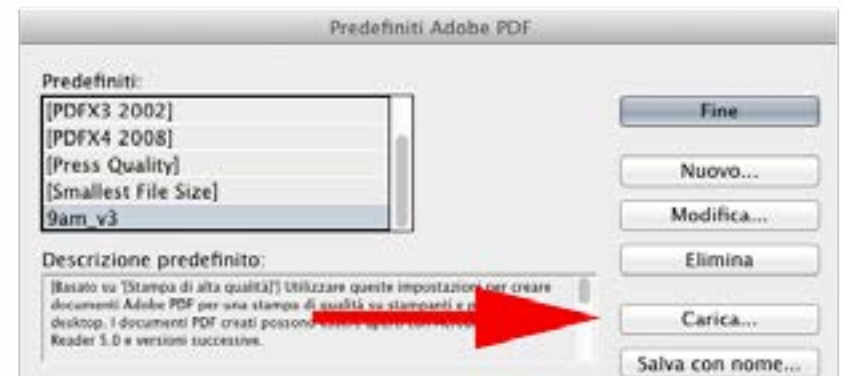 Predefiniti Adobe PDF
Predefiniti:
[PDFX3 2002]
[PDFX4 2008]
[Press Quality]
[Smallest File Size]
9am_v3
Fine
Nuovo...
Modifica...
Elimina
Carica...
Salva con nome...
Descrizione predefinito:
[Basato su '[Stampa di alta qualità]'] Utilizzare queste impostazioni per creare
documenti Adobe PDF per una stampa di qualità su stampanti e
desktop. I documenti PDF creati possono
Reader 5.0 e versioni successive.